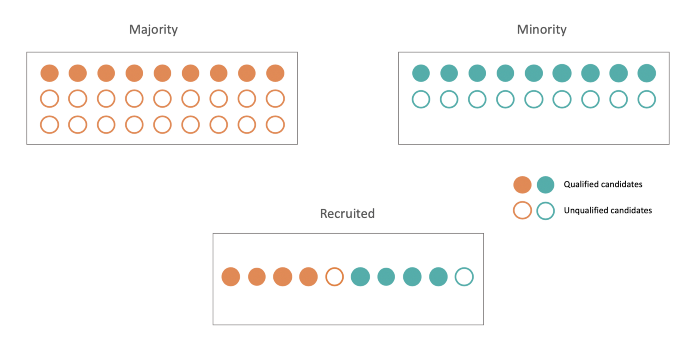 Majority
Minority
Qualified candidates
Unqualified candidates
Recruited